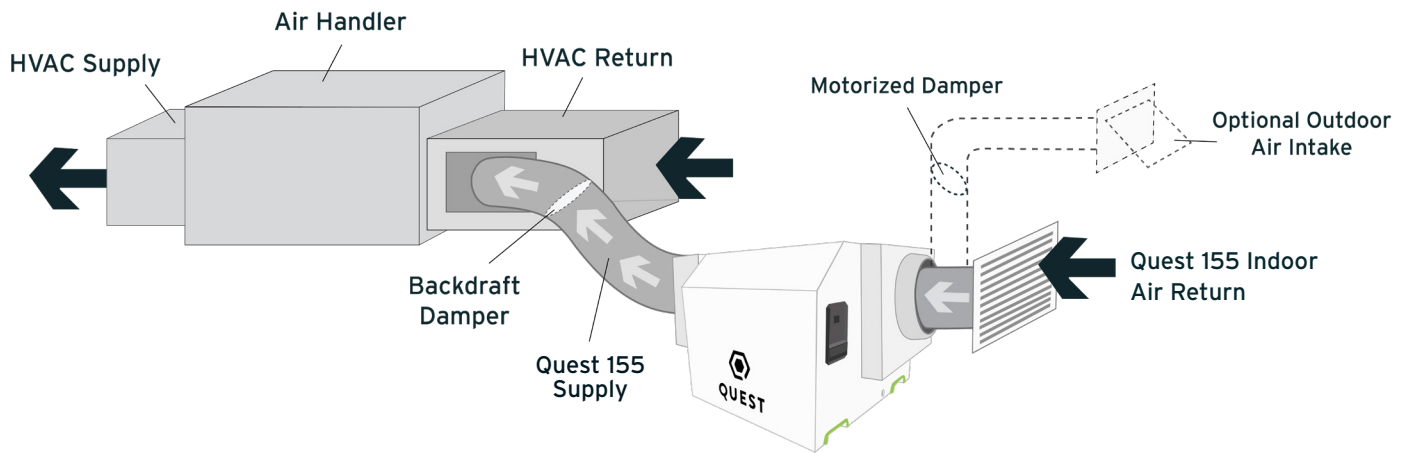 Air Handler
HVAC Supply
HVAC Return
Motorized Damper
Optional Outdoor
Air Intake
Quest 155 Indoor
Air Return
Backdraft
Damper
Quest 155
Supply
QUEST